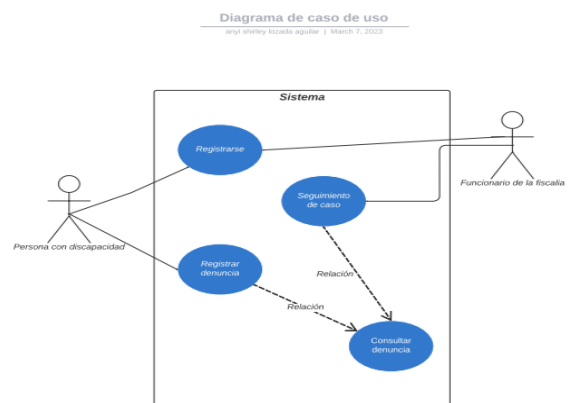 Diagrama de caso de uso
anyi shirley lozada aguilar | March 7, 2023
Sistema
Registrarse
Funcionario de la fiscalia
Seguimiento
de caso
Persona con discapacidad
Registrar
denuncia
Relación
Relación
Consultar
denuncia